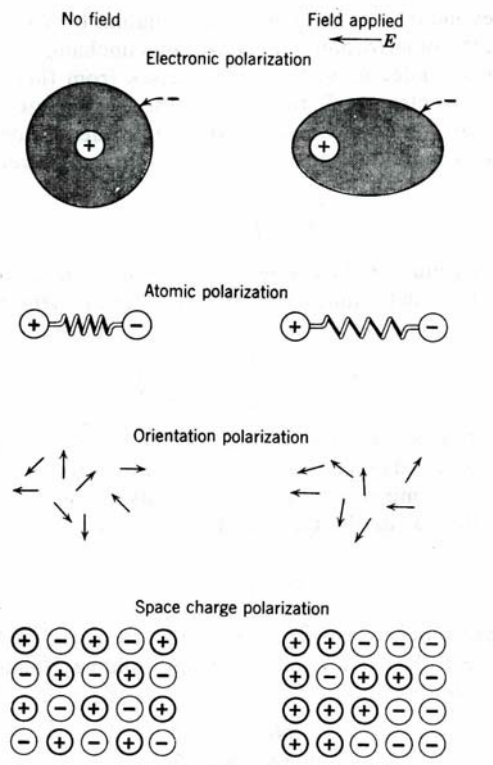 No field Field applied
E
Electronic polarization
− −
+ +
Atomic polarization
+ − + −
Orientation polarization
Space charge polarization
+ − + − + + + − − −
− + − + − + − + + −
+ − + − + + + + − −
− + − + − + + − − −